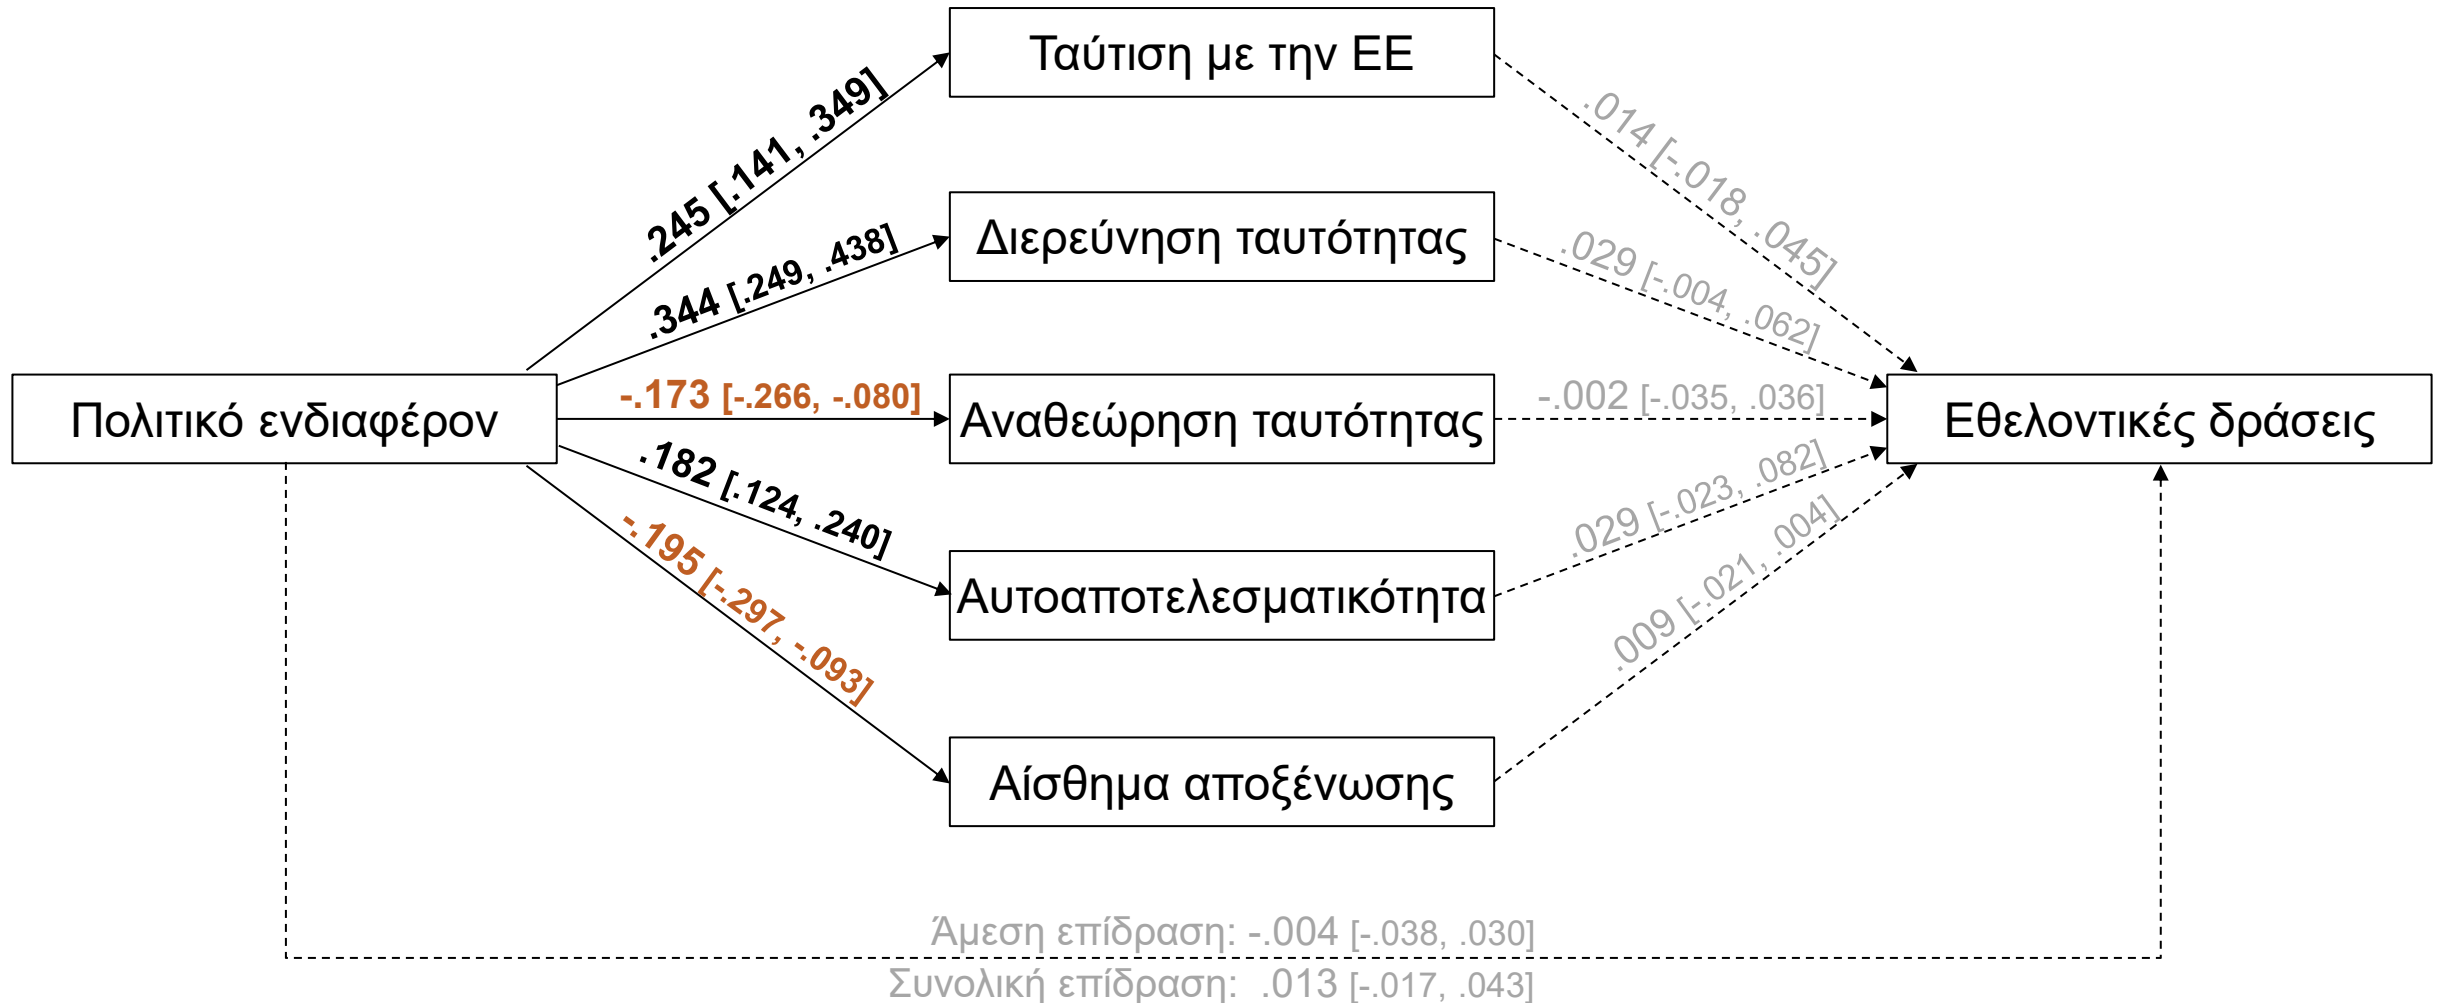 Ταύτιση με την ΕΕ
.245 [.141, .349]
.014 [-.018, .045]
Διερεύνηση ταυτότητας
.344 [.249, .438]
.029 [-.004, .062]
Πολιτικό ενδιαφέρον
-.173 [-.266, -.080]
Αναθεώρηση ταυτότητας
-.002 [-.035, .036]
Εθελοντικές δράσεις
.182 [.124, .240]
Αυτοαποτελεσματικότητα
.029 [-.023, .082]
-.195 [-.297, -.093]
Αίσθημα αποξένωσης
.009 [-.021, .004]
Άμεση επίδραση: -.004 [-.038, .030]
Συνολική επίδραση: .013 [-.017, .043]